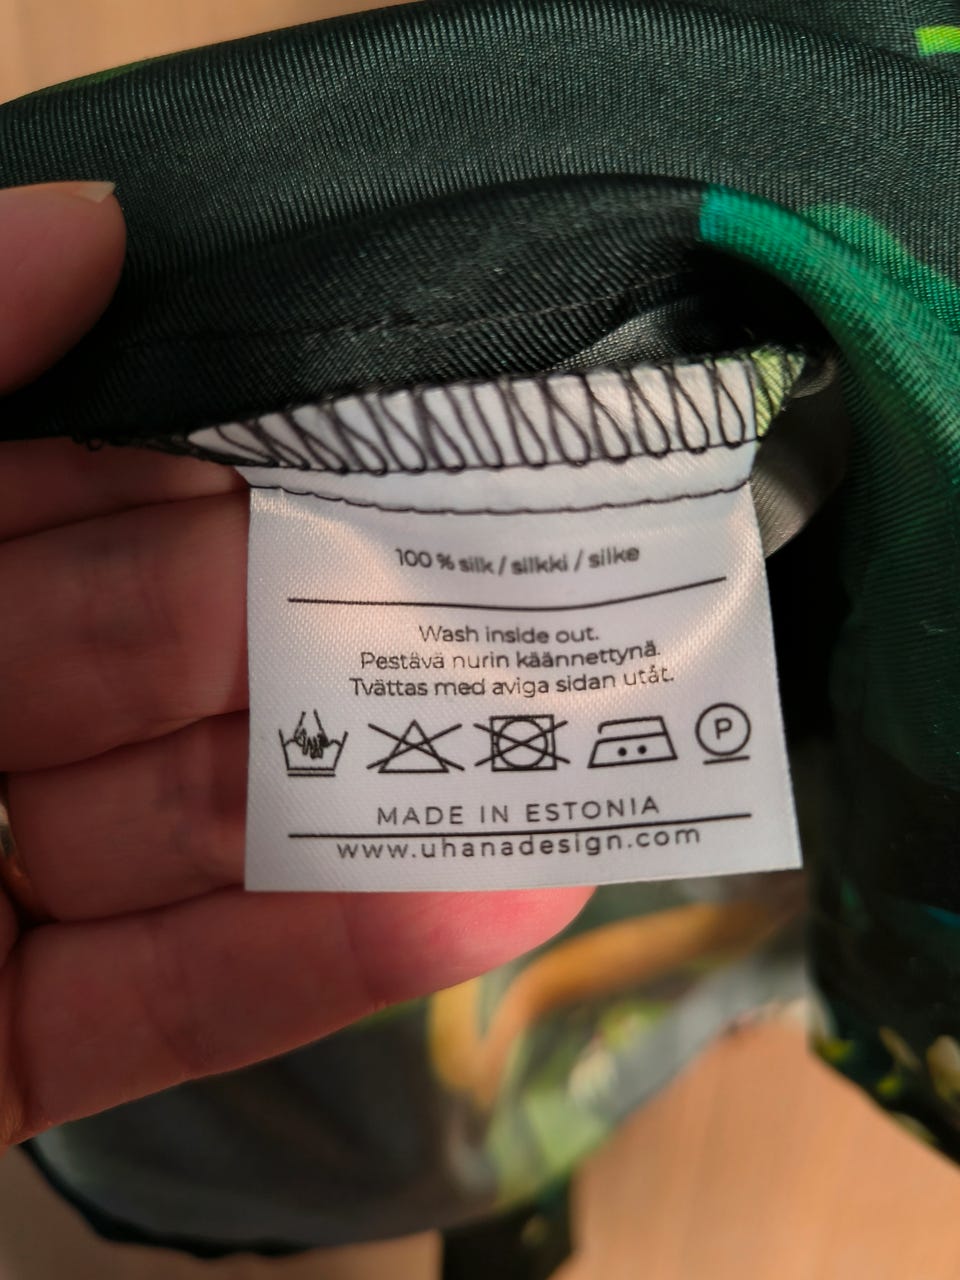 100 % silk / silkki / silke
Wash inside out.
Pestävä nurin käännettynä.
Tvättas med aviga sidan utåt.
P
MADE IN ESTONIA
www.uhanadesign.com